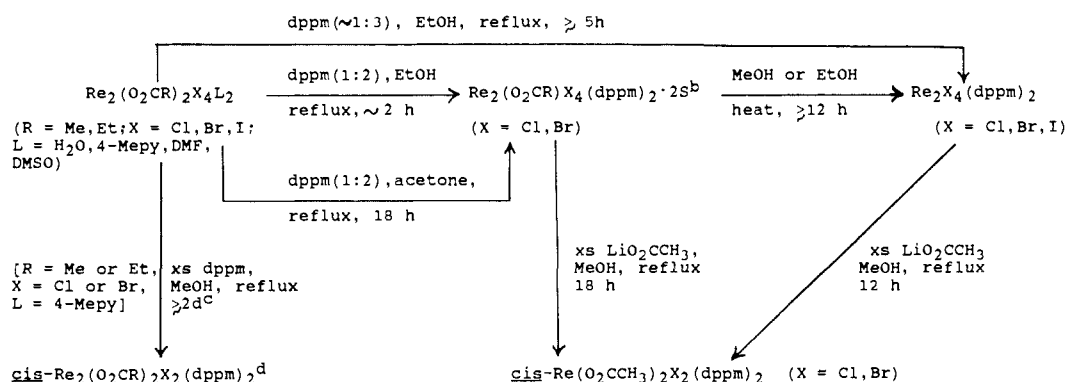 dppm(~1:3), EtOH, reflux, ≳ 5h
dppm(1:2),EtOH
MeOH or EtOH
Re₂(O₂CR)₂X₄L₂
Re₂(O₂CR)X₄(dppm)₂·2Sᵇ
Re₂X₄(dppm)₂
reflux,~2 h
heat, ≳12 h
(R = Me,Et;X = Cl,Br,I;
L = H₂O,4-Mepy,DMF,
DMSO)
(X = Cl,Br)
(X = Cl,Br,I)
dppm(1:2),acetone,
reflux, 18 h
[R = Me or Et,
X = Cl or Br,
L = 4-Mepy]
xs dppm,
MeOH, reflux
≳2dᶜ
xs LiO₂CCH₃,
MeOH, reflux
18 h
xs LiO₂CCH₃
MeOH, reflux
12 h
cis-Re₂(O₂CR)₂X₂(dppm)₂ᵈ
cis-Re(O₂CCH₃)₂X₂(dppm)₂ (X = Cl,Br)